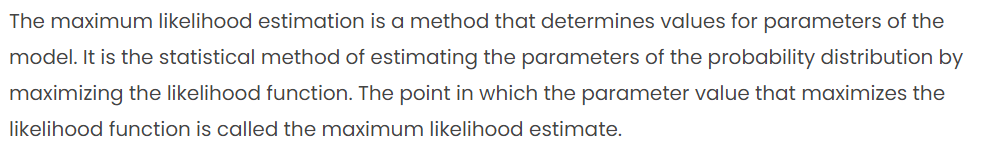 The maximum likelihood estimation is a method that determines values for parameters of the
model. It is the statistical method of estimating the parameters of the probability distribution by
maximizing the likelihood function. The point in which the parameter value that maximizes the
likelihood function is called the maximum likelihood estimate.